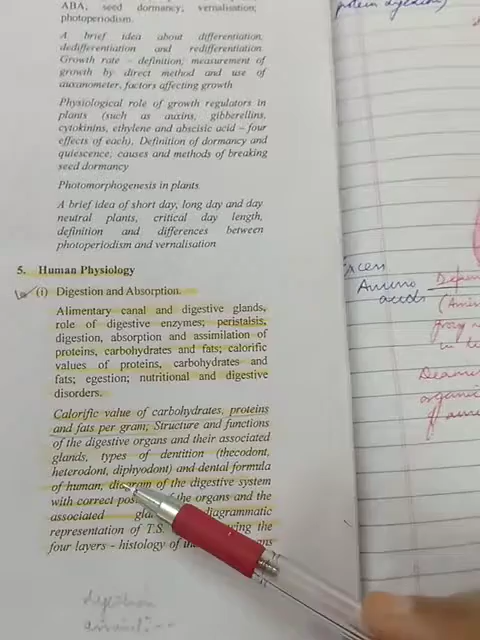 ABA, seed dormancy; vernalisation;
photoperiodism.
A brief idea about differentiation,
dedifferentiation and redifferentiation.
Growth rate – definition; measurement of
growth by direct method and use of
auxanometer, factors affecting growth
Physiological role of growth regulators in
plants (such as auxins, gibberellins,
cytokinins, ethylene and abscisic acid – four
effects of each), Definition of dormancy and
quiescence, causes and methods of breaking
seed dormancy
Photomorphogenesis in plants.
A brief idea of short day, long day and day
neutral plants, critical day length,
definition and differences between
photoperiodism and vernalisation
5. Human Physiology
(i) Digestion and Absorption.
Alimentary canal and digestive glands,
role of digestive enzymes; peristalsis,
digestion, absorption and assimilation of
proteins, carbohydrates and fats; calorific
values of proteins, carbohydrates and
fats; egestion; nutritional and digestive
disorders.
Calorific value of carbohydrates, proteins
and fats per gram; Structure and functions
of the digestive organs and their associated
glands, types of dentition (thecodont,
heterodont, diphyodont) and dental formula
of human, diagram of the digestive system
with correct of the organs and the
associated diagrammatic
representation of T.S. the
four layers - histology of
Amino
acids
(Amin